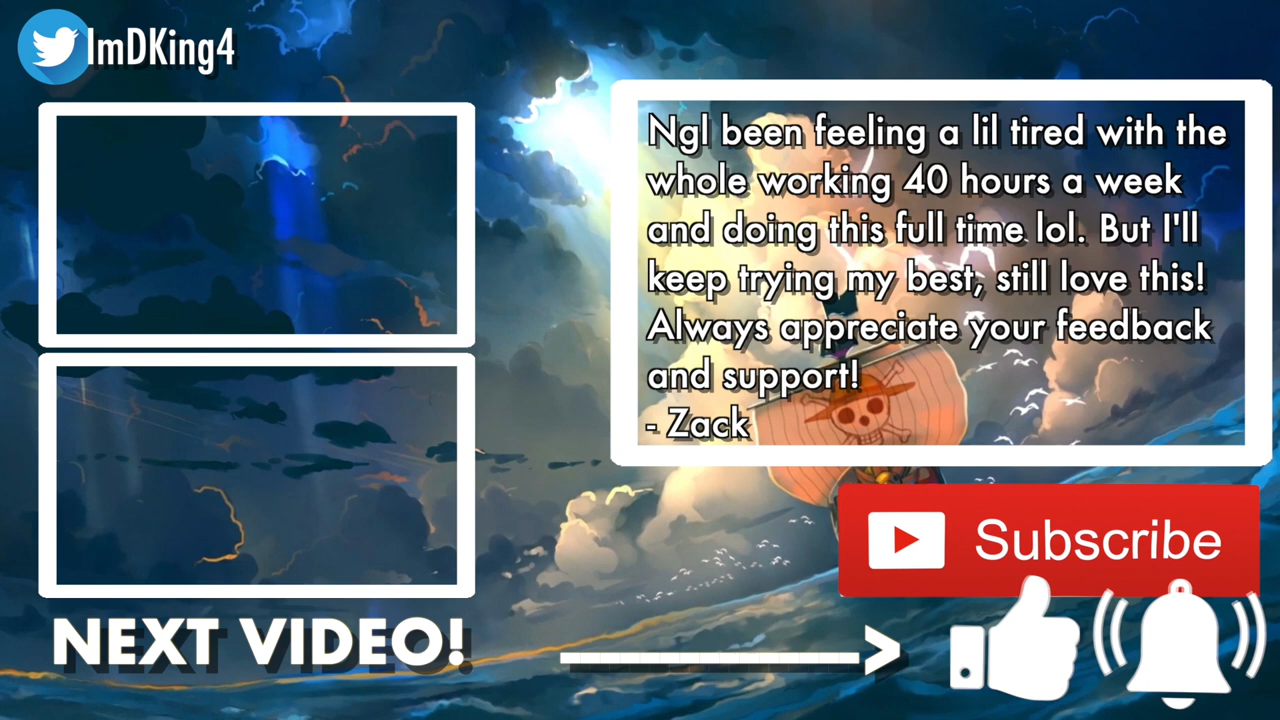 ImDKing4
Ngl been feeling a lil tired with the
whole working 40 hours a week
and doing this full time lol. But I'll
keep trying my best, still love this!
Always appreciate your feedback
and support!
- Zack
Subscribe
NEXT VIDEO!